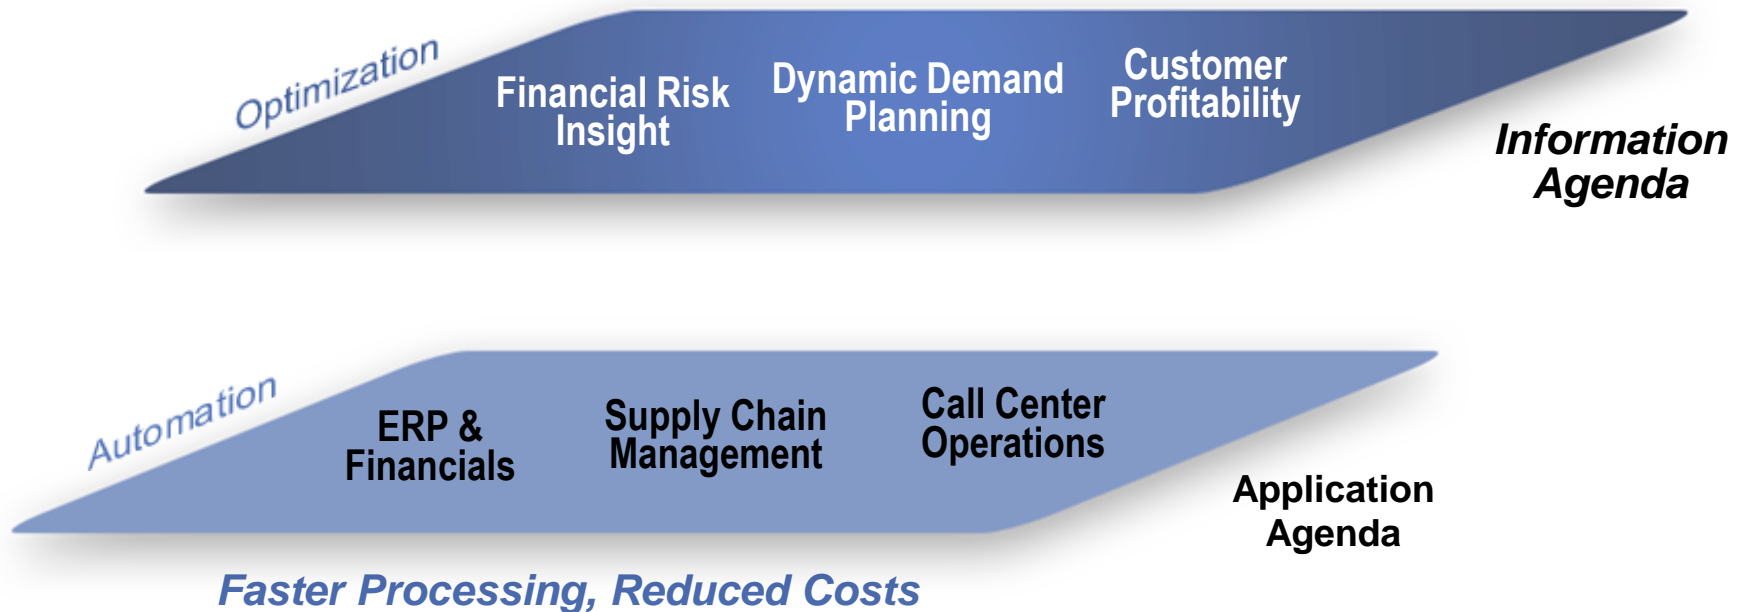 Optimization
Financial Risk
Insight
Dynamic Demand
Planning
Customer
Profitability
Information
Agenda
Automation
ERP &
Financials
Supply Chain
Management
Call Center
Operations
Application
Agenda
Faster Processing, Reduced Costs